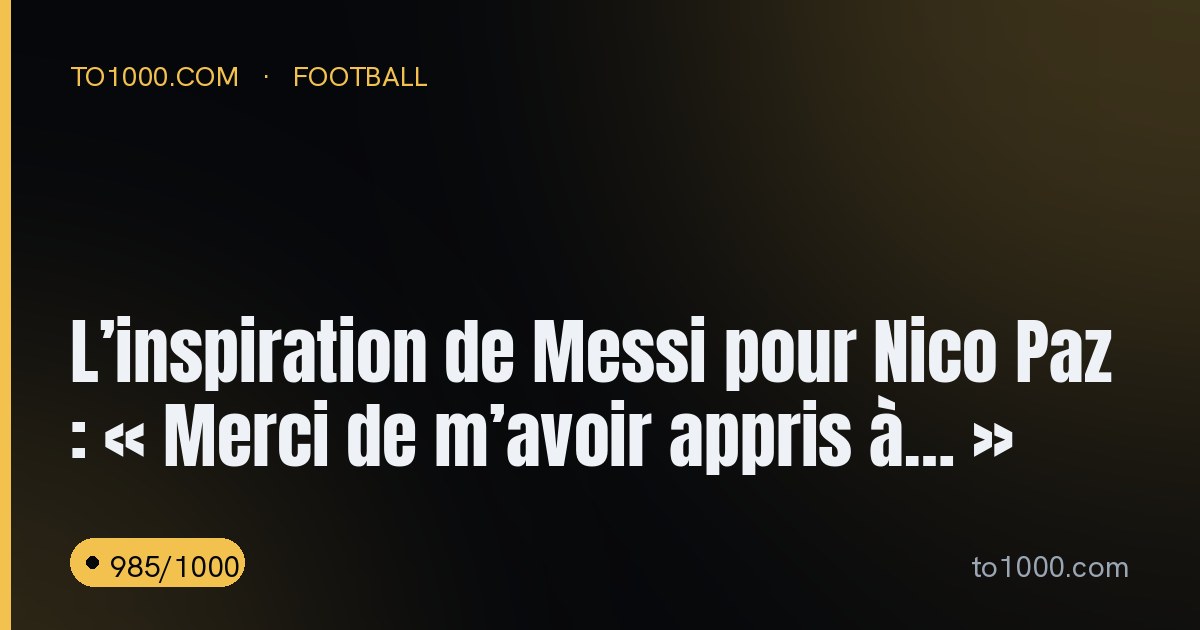 TO1000.COM · FOOTBALL
L’inspiration de Messi pour Nico Paz
: « Merci de m’avoir appris à... »
985/1000
to1000.com